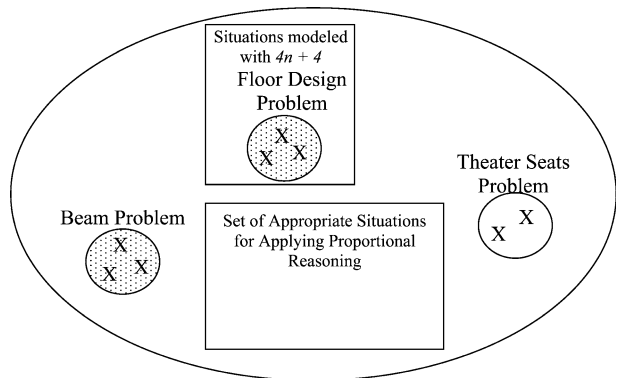 Situations modeled
with 4n + 4
Floor Design
Problem
X
X X
Theater Seats
Problem
X
X
Beam Problem
X
X X
Set of Appropriate Situations
for Applying Proportional
Reasoning